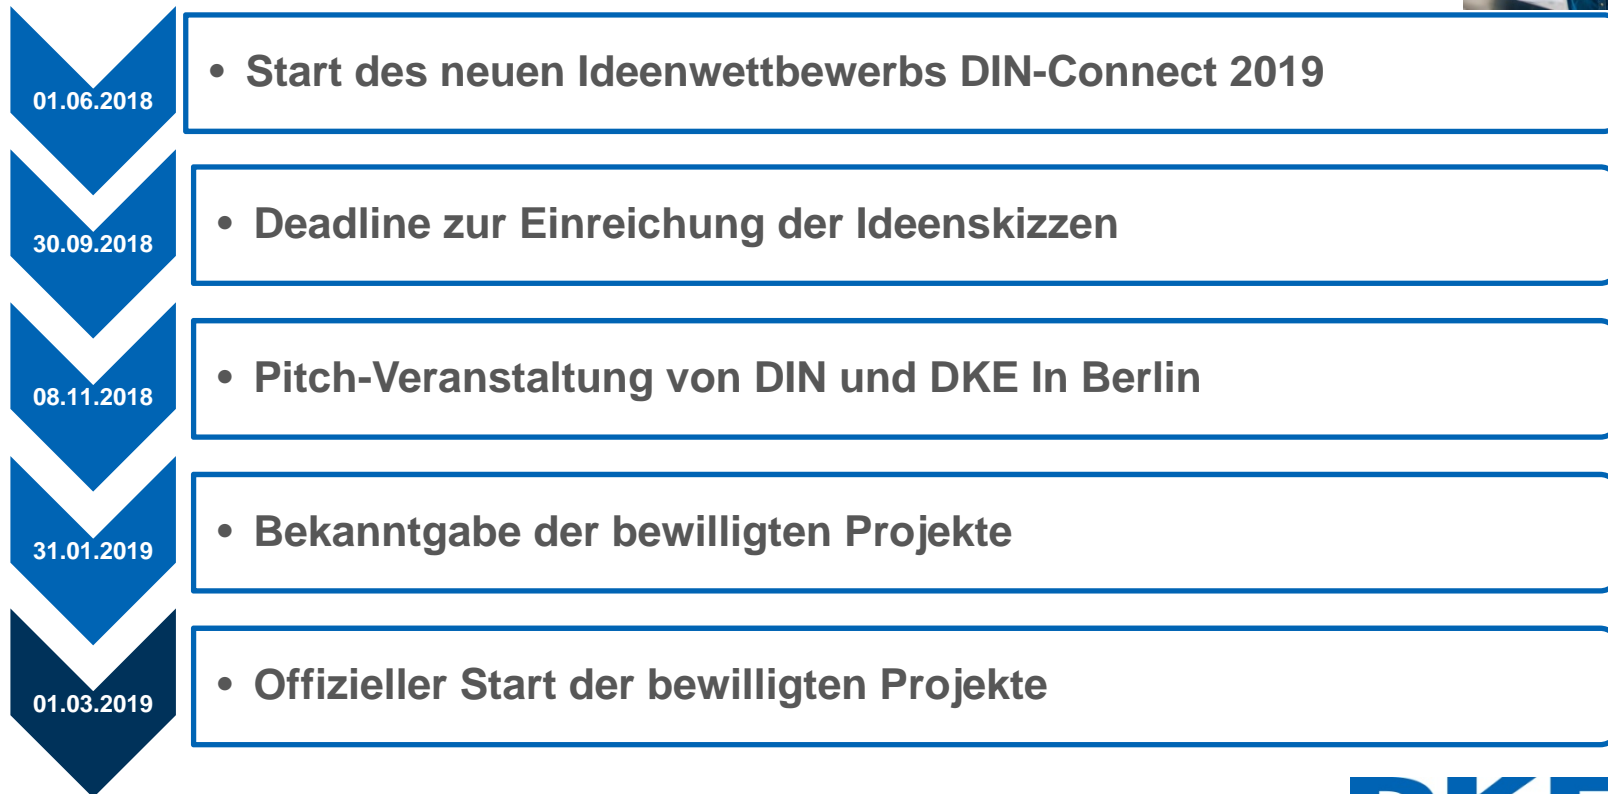 01.06.2018
• Start des neuen Ideenwettbewerbs DIN-Connect 2019
30.09.2018
• Deadline zur Einreichung der Ideenskizzen
08.11.2018
• Pitch-Veranstaltung von DIN und DKE In Berlin
31.01.2019
• Bekanntgabe der bewilligten Projekte
01.03.2019
• Offizieller Start der bewilligten Projekte
DKE